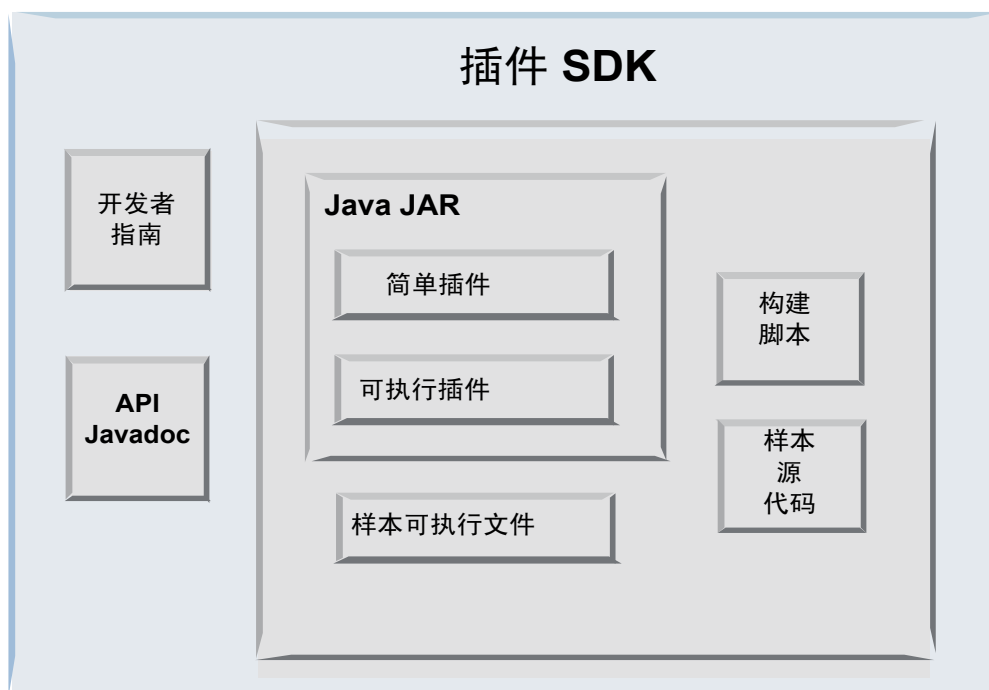 插件 SDK
开发者
指南
API
Javadoc
Java JAR
简单插件
可执行插件
样本可执行文件
构建
脚本
样本
源
代码